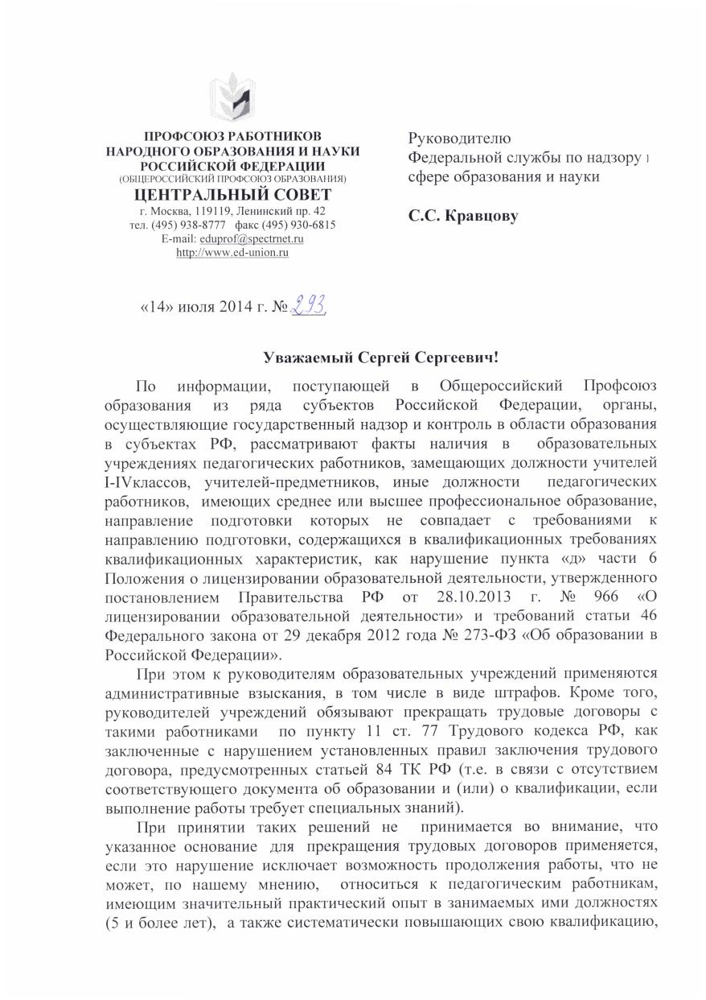 ПРОФСОЮЗ РАБОТНИКОВ
НАРОДНОГО ОБРАЗОВАНИЯ И НАУКИ
РОССИЙСКОЙ ФЕДЕРАЦИИ
(ОБЩЕРОССИЙСКИЙ ПРОФСОЮЗ ОБРАЗОВАНИЯ)
ЦЕНТРАЛЬНЫЙ СОВЕТ
г. Москва, 119119, Ленинский пр. 42
тел. (495) 938-8777 факс (495) 930-6815
E-mail: eduprof@spectrnet.ru
http://www.ed-union.ru
Руководителю
Федеральной службы по надзору
сфере образования и науки
С.С. Кравцову
«14» июля 2014 г. № 293
Уважаемый Сергей Сергеевич!
По информации, поступающей в Общероссийский Профсоюз
образования из ряда субъектов Российской Федерации, органы,
осуществляющие государственный надзор и контроль в области образования
в субъектах РФ, рассматривают факты наличия в образовательных
учреждениях педагогических работников, замещающих должности учителей
I-IVклассов, учителей-предметников, иные должности педагогических
работников, имеющих среднее или высшее профессиональное образование,
направление подготовки которых не совпадает с требованиями к
направлению подготовки, содержащихся в квалификационных требованиях
квалификационных характеристик, как нарушение пункта «д» части 6
Положения о лицензировании образовательной деятельности, утвержденного
постановлением Правительства РФ от 28.10.2013 г. № 966 «О
лицензировании образовательной деятельности» и требований статьи 46
Федерального закона от 29 декабря 2012 года № 273-ФЗ «Об образовании в
Российской Федерации».
При этом к руководителям образовательных учреждений применяются
административные взыскания, в том числе в виде штрафов. Кроме того,
руководителей учреждений обязывают прекращать трудовые договоры с
такими работниками по пункту 11 ст. 77 Трудового кодекса РФ, как
заключенные с нарушением установленных правил заключения трудового
договора, предусмотренных статьей 84 ТК РФ (т.е. в связи с отсутствием
соответствующего документа об образовании и (или) о квалификации, если
выполнение работы требует специальных знаний).
При принятии таких решений не принимается во внимание, что
указанное основание для прекращения трудовых договоров применяется,
если это нарушение исключает возможность продолжения работы, что не
может, по нашему мнению, относиться к педагогическим работникам,
имеющим значительный практический опыт в занимаемых ими должностях
(5 и более лет), а также систематически повышающих свою квалификацию,